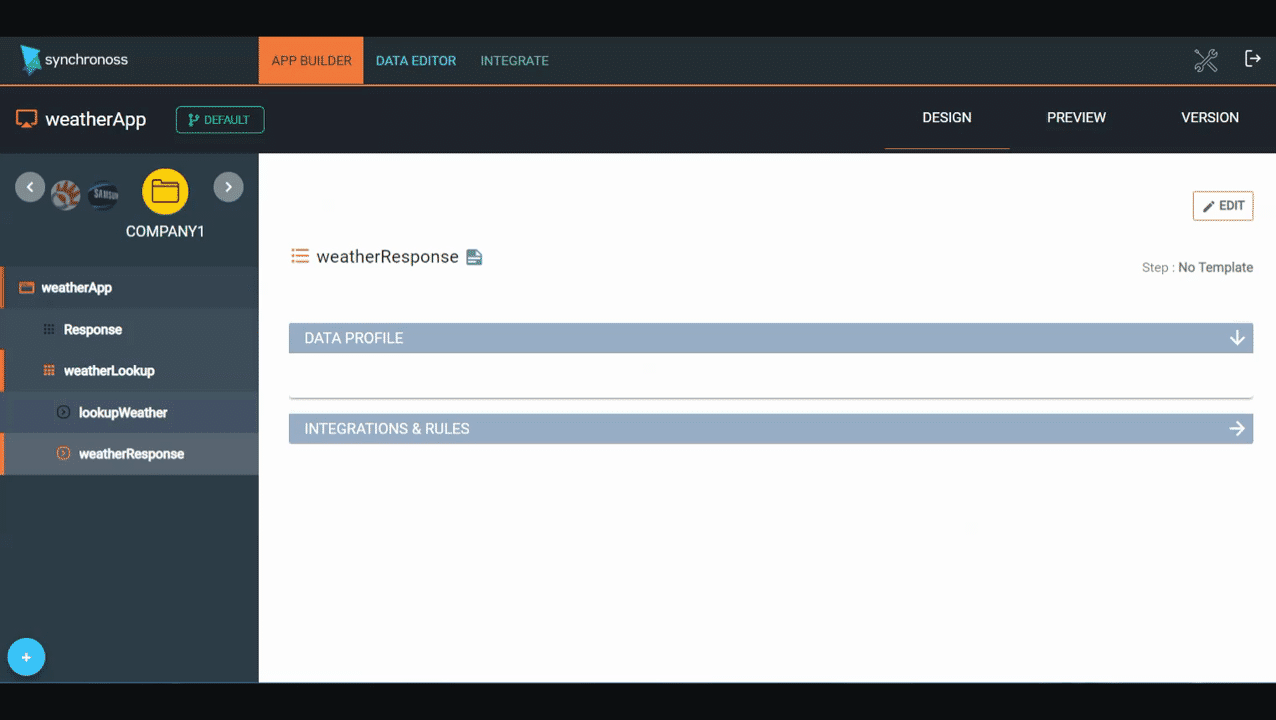 synchronoss
APP BUILDER
DATA EDITOR
INTEGRATE
weatherApp
DEFAULT
DESIGN
PREVIEW
VERSION
SAMSUN
COMPANY1
EDIT
weatherResponse
Step : No Template
weatherApp
Response
weatherLookup
lookupWeather
weatherResponse
DATA PROFILE
INTEGRATIONS & RULES